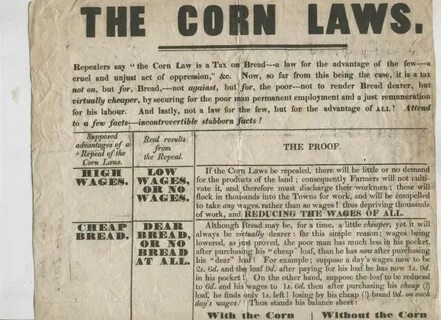 THE CORN LAWS.
Repealers say "the Corn Law is a Tax on Bread—a law for the advantage of the few—a
cruel and unjust act of oppression," &c. Now, so far from this being the case, it is a tax
not on, but for, Bread,—not against, but for, the poor—not to render Bread dearer, but
virtually cheaper, by securing for the poor man permanent employment and a just remuneration
for his labour. And lastly, not a law for the few, but for the advantage of ALL! Attend
to a few facts—incontrovertible stubborn facts!
Supposed
advantages of a
Repeal of the
Corn Laws.
Real results
from
the Repeal.
THE PROOF.
HIGH
WAGES.
LOW
WAGES,
OR NO
WAGES.
If the Corn Laws be repealed, there will be little or no demand
for the products of the land; consequently Farmers will not culti-
vate it, and therefore must discharge their workmen; these will
flock in thousands into the Towns for work, and will be compelled
to take any wages rather than no wages! thus depriving thousands
of work, and REDUCING THE WAGES OF ALL.
CHEAP
BREAD.
DEAR
BREAD,
OR NO
BREAD
AT ALL.
Although Bread may be, for a time, a little cheaper, yet it will
always be virtually dearer: for this simple reason; wages being
lowered, as just proved, the poor man has much less in his pocket,
after purchasing his "cheap" loaf, than he has now after purchasing
his "dear" loaf! For example; suppose a day's wages now to be
2s. 0d. and the loaf 9d. after paying for his loaf he has now 1s. 9d.
in his pocket! On the other hand, suppose the loaf to be reduced
to 6d. and his wages to 1s. 6d. then after purchasing his cheap (!)
loaf, he finds only 1s. left! losing by his cheap (!) bread 9d. on each
day's wages! Thus stands his balance sheet:
With the Corn
Without the Corn